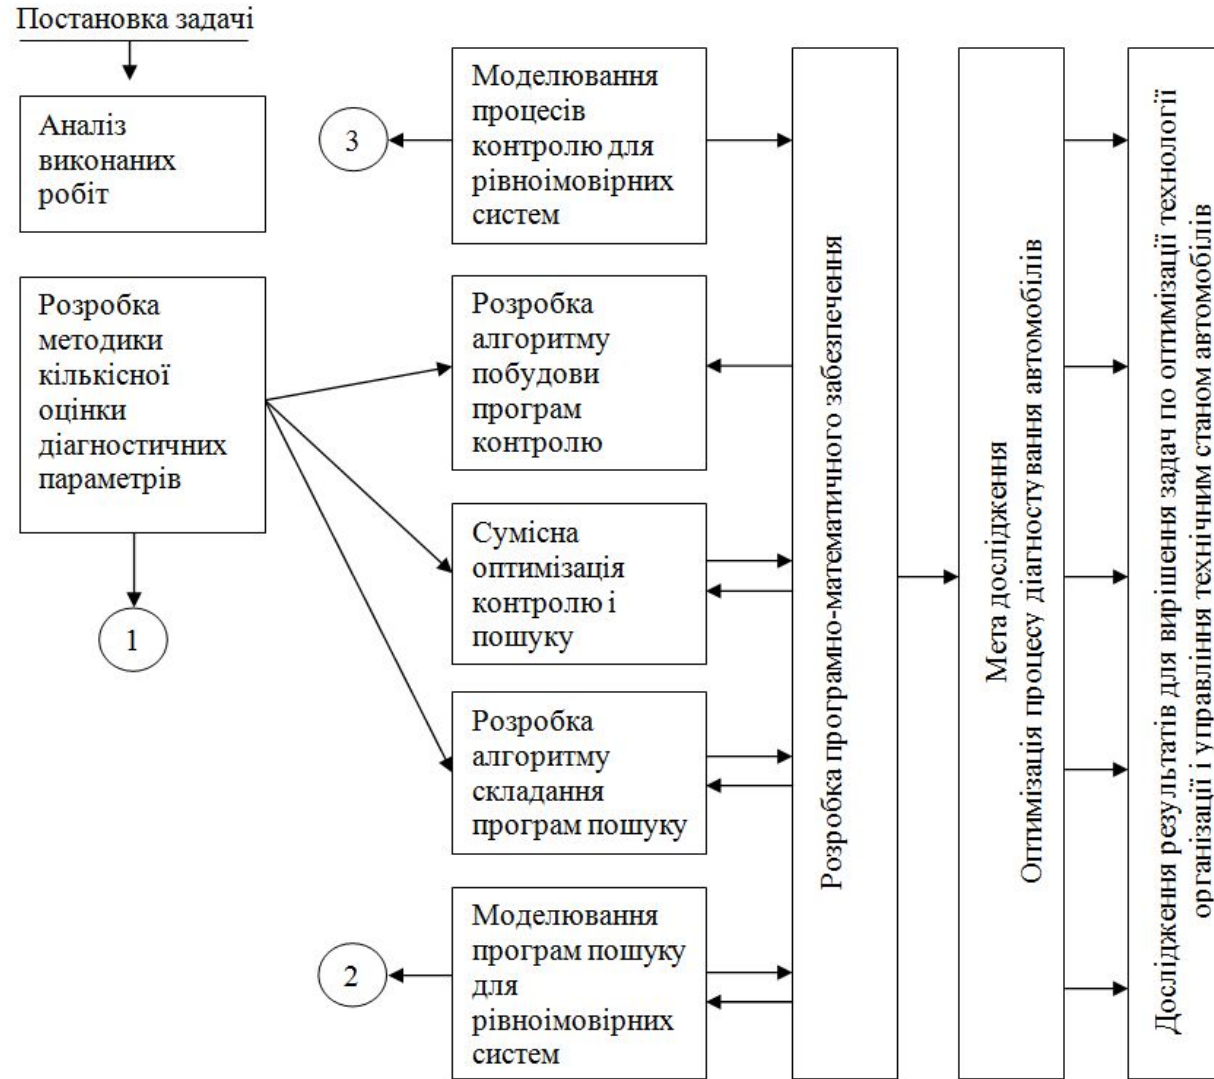 Постановка задачі
Аналіз
виконаних
робіт
Розробка
методики
кількісної
оцінки
діагностичних
параметрів
1
3
Моделювання
процесів
контролю для
рівноімовірних
систем
Розробка
алгоритму
побудови
програм
контролю
Сумісна
оптимізація
контролю і
пошуку
Розробка
алгоритму
складання
програм пошуку
2
Моделювання
програм пошуку
для
рівноімовірних
систем
Розробка програмно-математичного забезпечення
Мета дослідження
Оптимізація процесу діагностування автомобілів
Дослідження результатів для вирішення задач по оптимізації технології
організації і управління технічним станом автомобілів